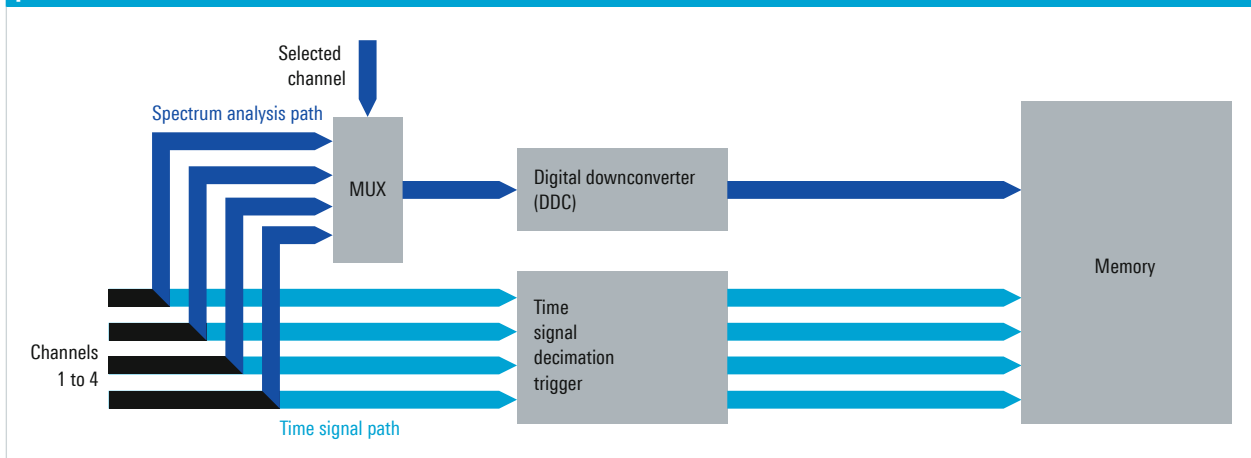 Selected
channel
Spectrum analysis path
MUX
Digital downconverter
(DDC)
Memory
Time
signal
decimation
trigger
Channels
1 to 4
Time signal path